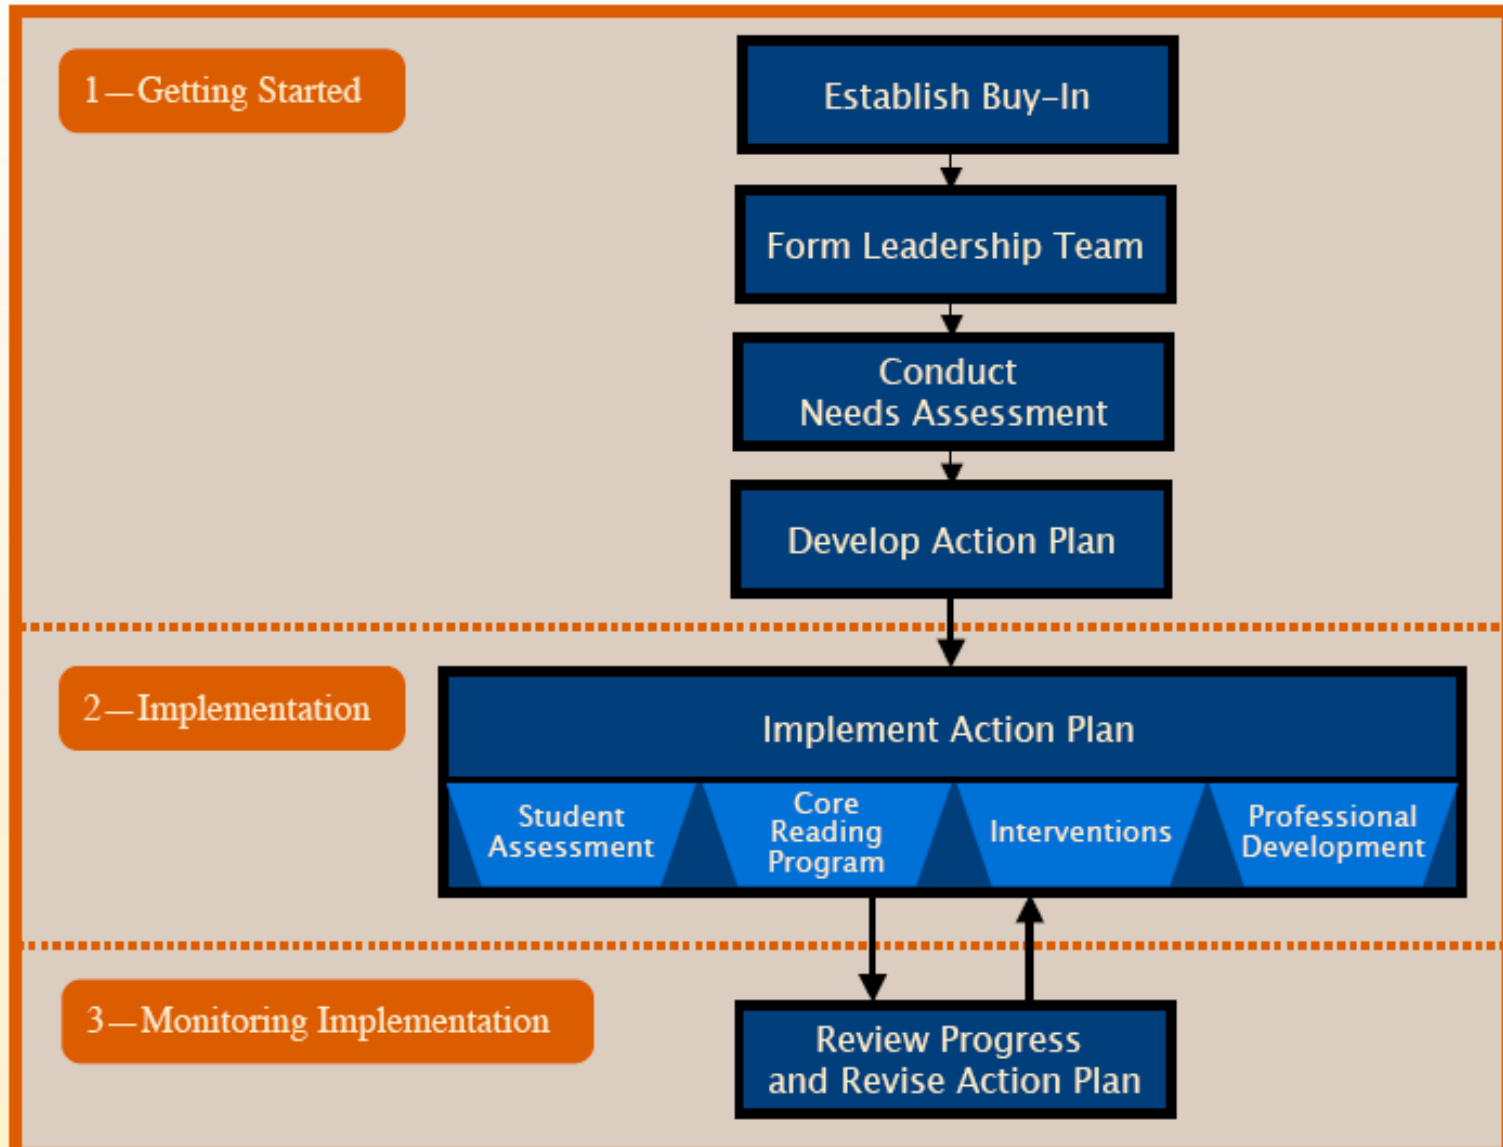 1—Getting Started
Establish Buy-In
Form Leadership Team
Conduct
Needs Assessment
Develop Action Plan
2—Implementation
Implement Action Plan
Student
Assessment
Core
Reading
Program
Interventions
Professional
Development
3—Monitoring Implementation
Review Progress
and Revise Action Plan